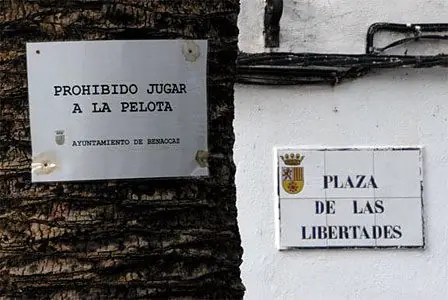 PROHIBIDO JUGAR
A LA PELOTA
AYUNTAMIENTO DE BENAOCAZ
PLAZA
DE LAS
LIBERTADES